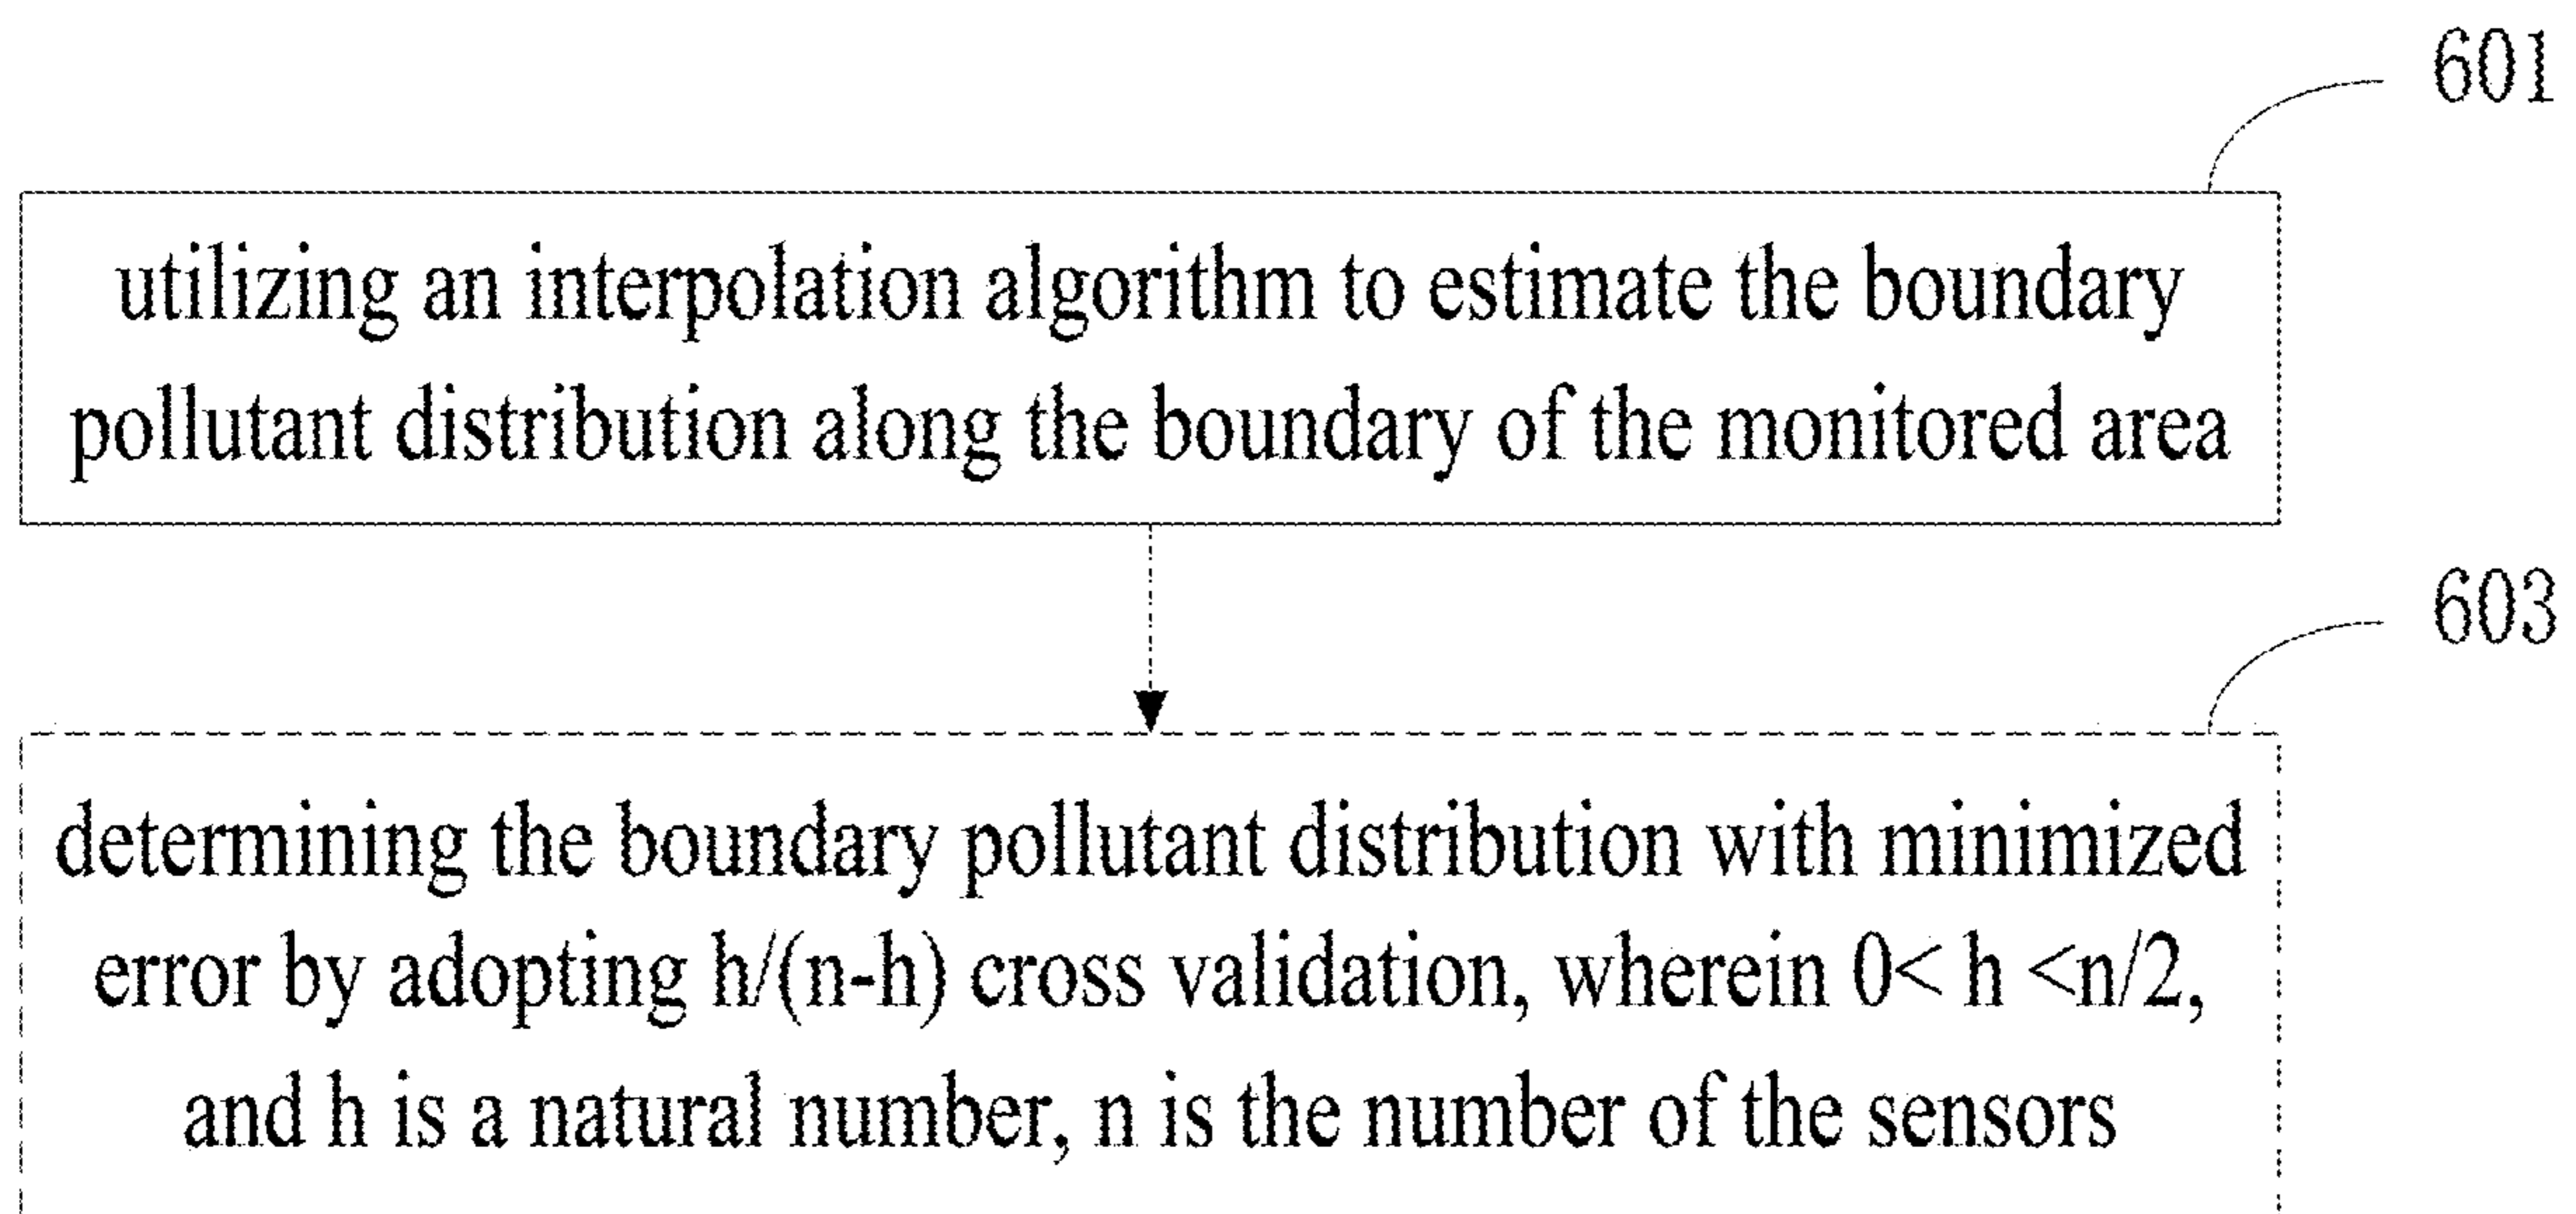 601
utilizing an interpolation algorithm to estimate the boundary
pollutant distribution along the boundary of the monitored area
603
determining the boundary pollutant distribution with minimized
error by adopting h/(n-h) cross validation, wherein 0< h <n/2,
and h is a natural number, n is the number of the sensors